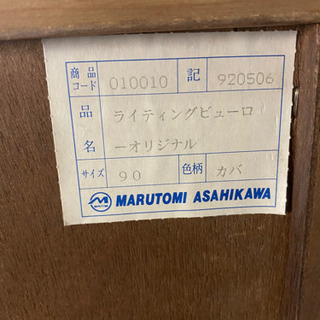 商品コード 010010 記 920506
品名 ライティングビューロ
ーオリジナル
サイズ 90 色柄 カバ
MARUTOMI ASAHIKAWA